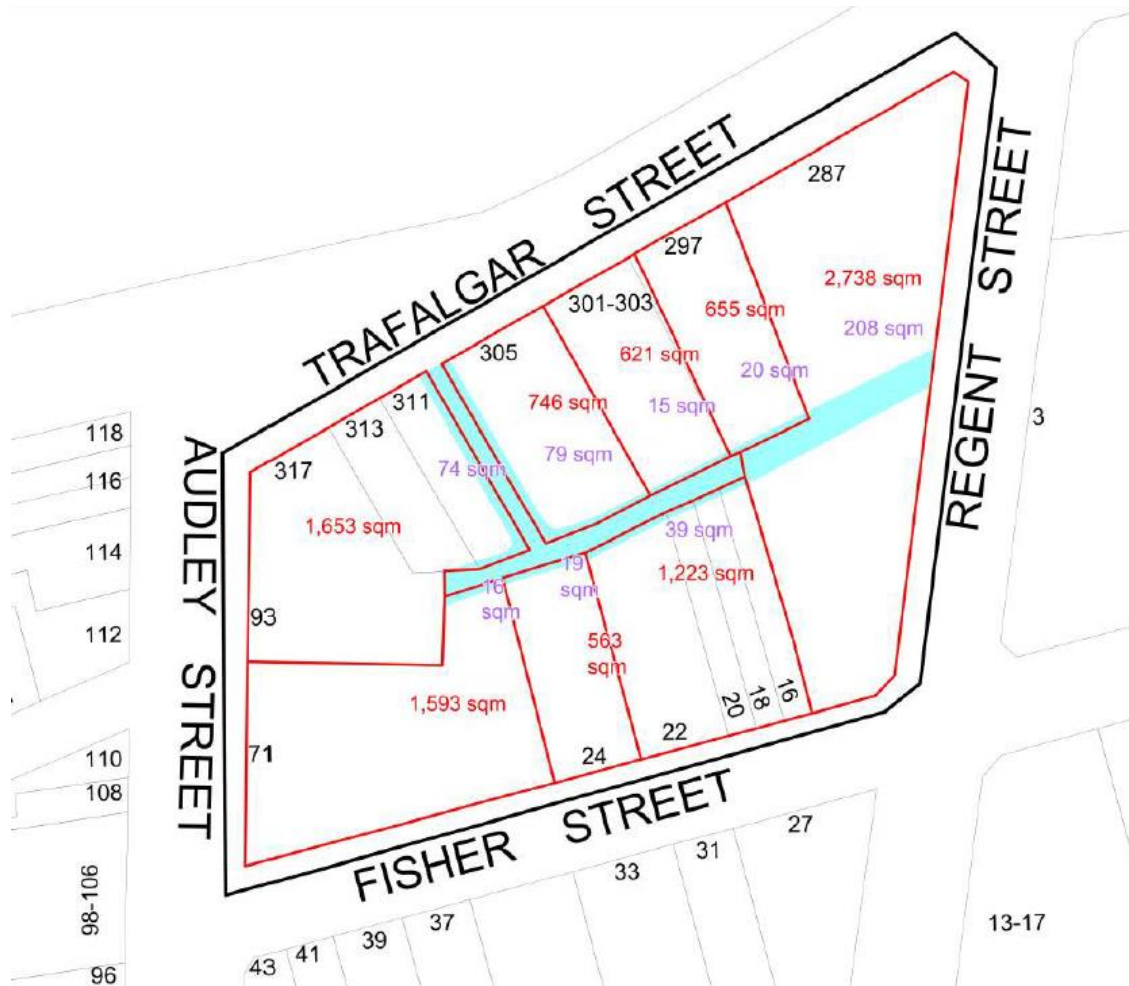 TRAFALGAR STREET
REGENT STREET
AUDLEY STREET
FISHER STREET
287
297
301-303
305
311
313
317
2,738 sqm
208 sqm
655 sqm
20 sqm
621 sqm
15 sqm
746 sqm
79 sqm
74 sqm
1,653 sqm
39 sqm
1,223 sqm
19
sqm
16
sqm
563
sqm
1,593 sqm
93
71
24
22
20
18
16
3
118
116
114
112
110
108
98-106
96
43
41
39
37
33
31
27
13-17